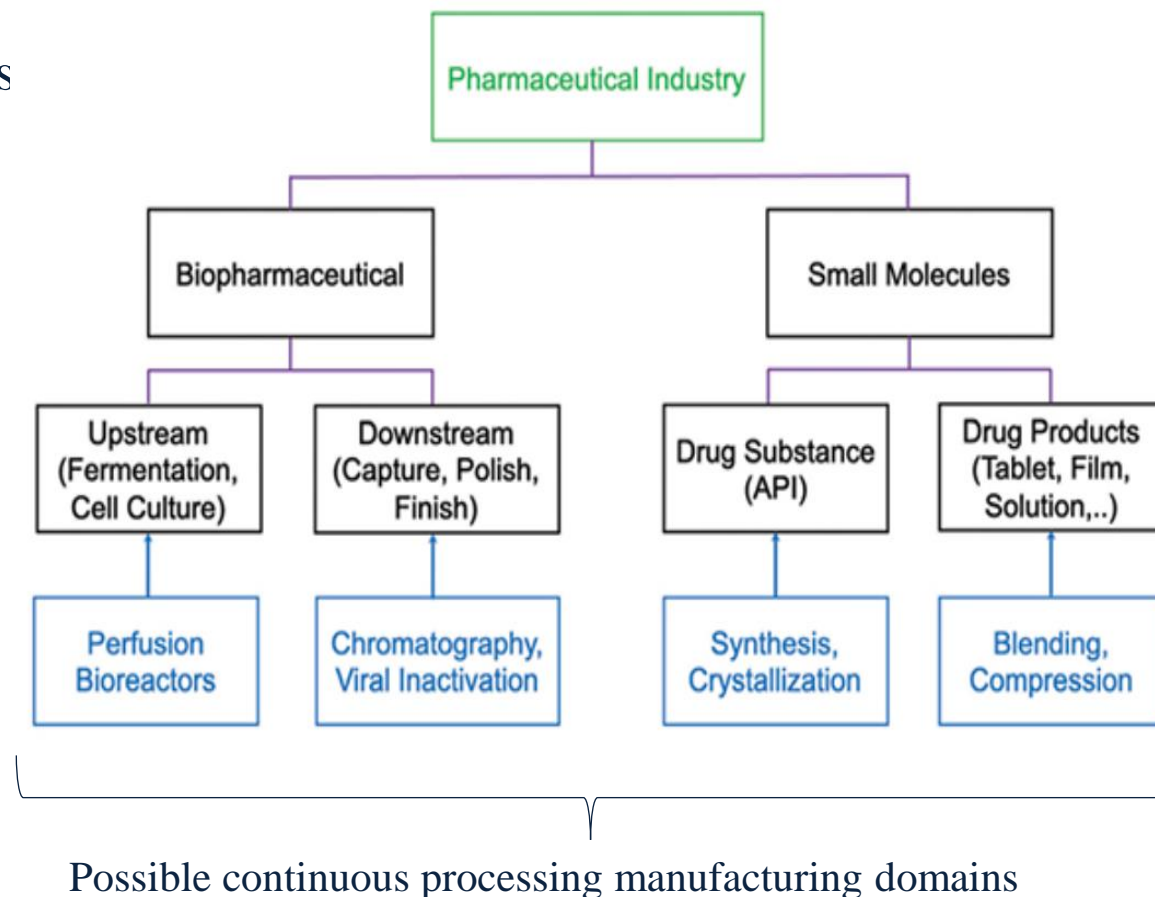 s
Pharmaceutical Industry
Biopharmaceutical
Small Molecules
Upstream
(Fermentation,
Cell Culture)
Downstream
(Capture, Polish,
Finish)
Drug Substance
(API)
Drug Products
(Tablet, Film,
Solution,..)
Perfusion
Bioreactors
Chromatography,
Viral Inactivation
Synthesis,
Crystallization
Blending,
Compression
Possible continuous processing manufacturing domains